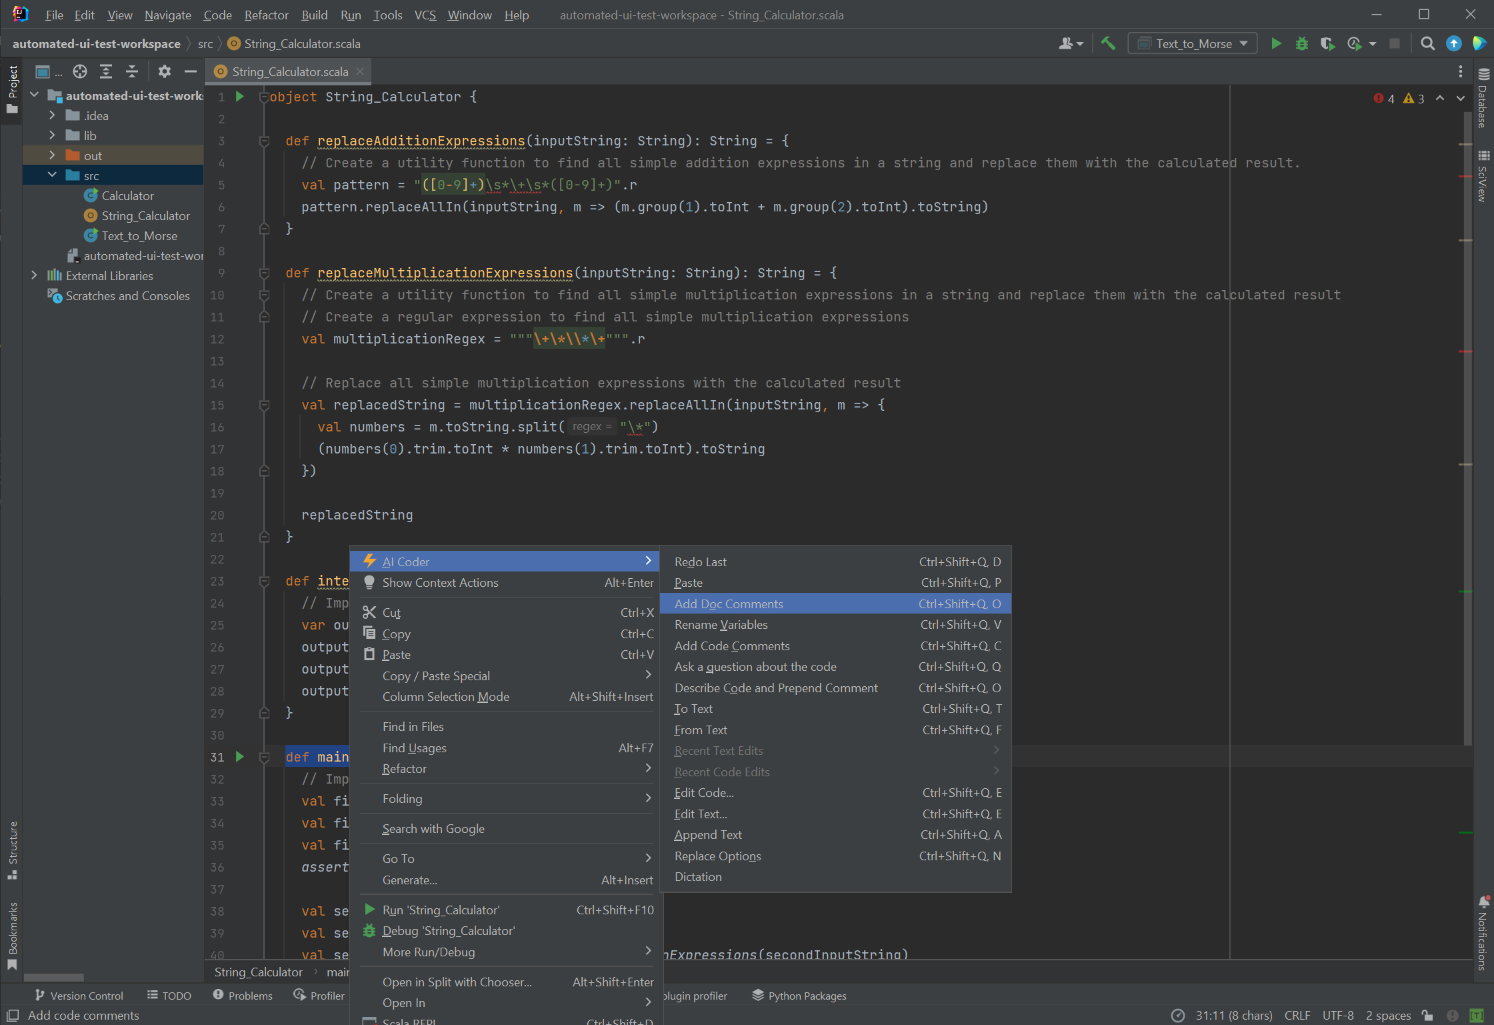 File Edit View Navigate Code Refactor Build Run Tools VCS Window Help automated-ui-test-workspace - String_Calculator.scala
automated-ui-test-workspace src String_Calculator.scala Text_to_Morse
Project
... String_Calculator.scala
automated-ui-test-work
.idea
lib
out
src
Calculator
String_Calculator
Text_to_Morse
automated-ui-test-wor
External Libraries
Scratches and Consoles
4 3
1 object String_Calculator {
2
3 def replaceAdditionExpressions(inputString: String): String = {
4 // Create a utility function to find all simple addition expressions in a string and replace them with the calculated result.
5 val pattern = "([0-9]+)\s*\+\s*([0-9]+)".r
6 pattern.replaceAllIn(inputString, m => (m.group(1).toInt + m.group(2).toInt).toString)
7 }
8
9 def replaceMultiplicationExpressions(inputString: String): String = {
10 // Create a utility function to find all simple multiplication expressions in a string and replace them with the calculated result
11 // Create a regular expression to find all simple multiplication expressions
12 val multiplicationRegex = """\+\*\\*\+""".r
13
14 // Replace all simple multiplication expressions with the calculated result
15 val replacedString = multiplicationRegex.replaceAllIn(inputString, m => {
16 val numbers = m.toString.split( regex = "\*")
17 (numbers(0).trim.toInt * numbers(1).trim.toInt).toString
18 })
19
20 replacedString
21 }
22
23 def inte
24 // Imp
25 var ou
26 output
27 output
28 output
29 }
30
31 def main
32 // Imp
33 val fi
34 val fi
35 val fi
36 assert
37
38 val se
39 val se
40 val se nExpressions(secondInputString)
AI Coder
Show Context Actions Alt+Enter
Cut Ctrl+X
Copy Ctrl+C
Paste Ctrl+V
Copy / Paste Special
Column Selection Mode Alt+Shift+Insert
Find in Files
Find Usages Alt+F7
Refactor
Folding
Search with Google
Go To
Generate... Alt+Insert
Run 'String_Calculator' Ctrl+Shift+F10
Debug 'String_Calculator'
More Run/Debug
Open in Split with Chooser... Alt+Shift+Enter
Open In
Scala REPL Ctrl+Shift+D
Redo Last Ctrl+Shift+Q, D
Paste Ctrl+Shift+Q, P
Add Doc Comments Ctrl+Shift+Q, O
Rename Variables Ctrl+Shift+Q, V
Add Code Comments Ctrl+Shift+Q, C
Ask a question about the code Ctrl+Shift+Q, Q
Describe Code and Prepend Comment Ctrl+Shift+Q, O
To Text Ctrl+Shift+Q, T
From Text Ctrl+Shift+Q, F
Recent Text Edits
Recent Code Edits
Edit Code... Ctrl+Shift+Q, E
Edit Text... Ctrl+Shift+Q, E
Append Text Ctrl+Shift+Q, A
Replace Options Ctrl+Shift+Q, N
Dictation
Database
SciView
Notifications
Structure
Bookmarks
String_Calculator main
Version Control TODO Problems Profiler plugin profiler Python Packages
Add code comments 31:11 (8 chars) CRLF UTF-8 2 spaces